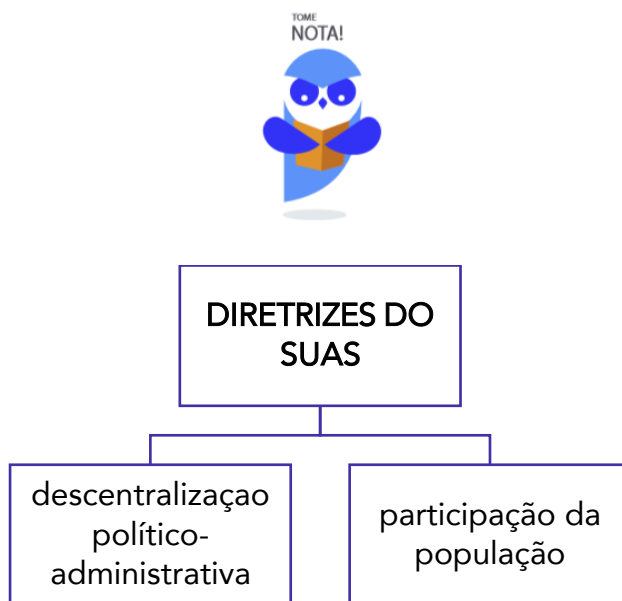 TOME
NOTA!
DIRETRIZES DO
SUAS
descentralizaçao
político-
administrativa
participação da
população